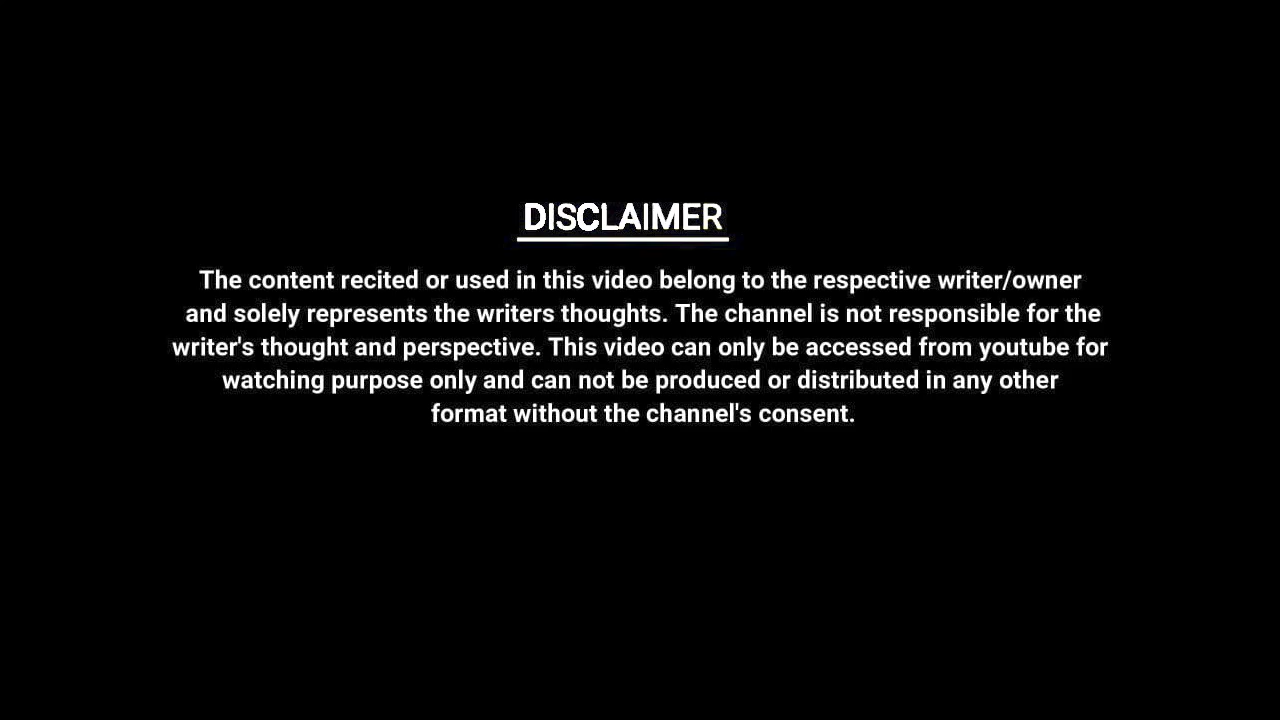 DISCLAIMER
The content recited or used in this video belong to the respective writer/owner
and solely represents the writers thoughts. The channel is not responsible for the
writer's thought and perspective. This video can only be accessed from youtube for
watching purpose only and can not be produced or distributed in any other
format without the channel's consent.